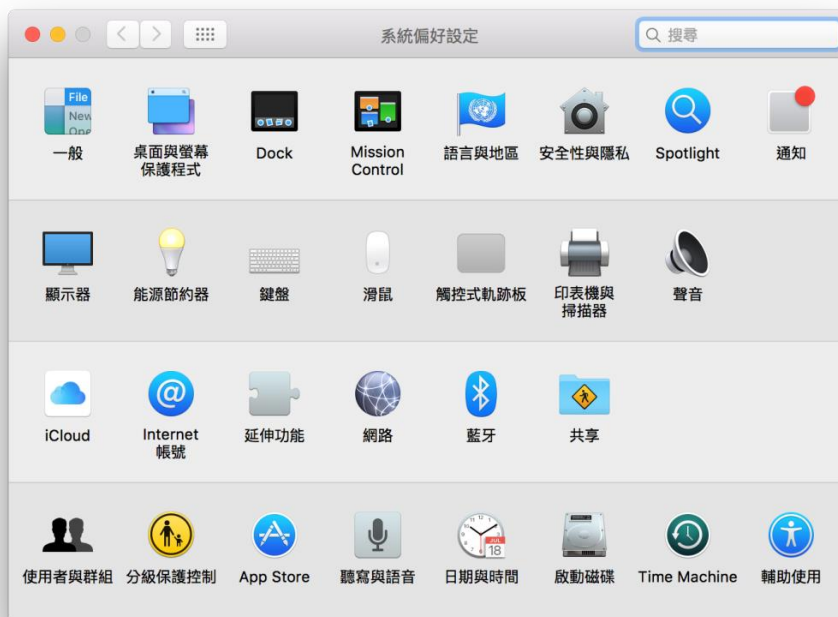 系統偏好設定
搜尋
File
New
Ope
一般
桌面與螢幕
保護程式
Dock
Mission
Control
語言與地區
安全性與隱私
Spotlight
通知
顯示器
能源節約器
鍵盤
滑鼠
觸控式軌跡板
印表機與
掃描器
聲音
iCloud
@
Internet
帳號
延伸功能
網路
藍牙
共享
使用者與群組
分級保護控制
App Store
聽寫與語音
JUL
18
日期與時間
啟動磁碟
Time Machine
輔助使用